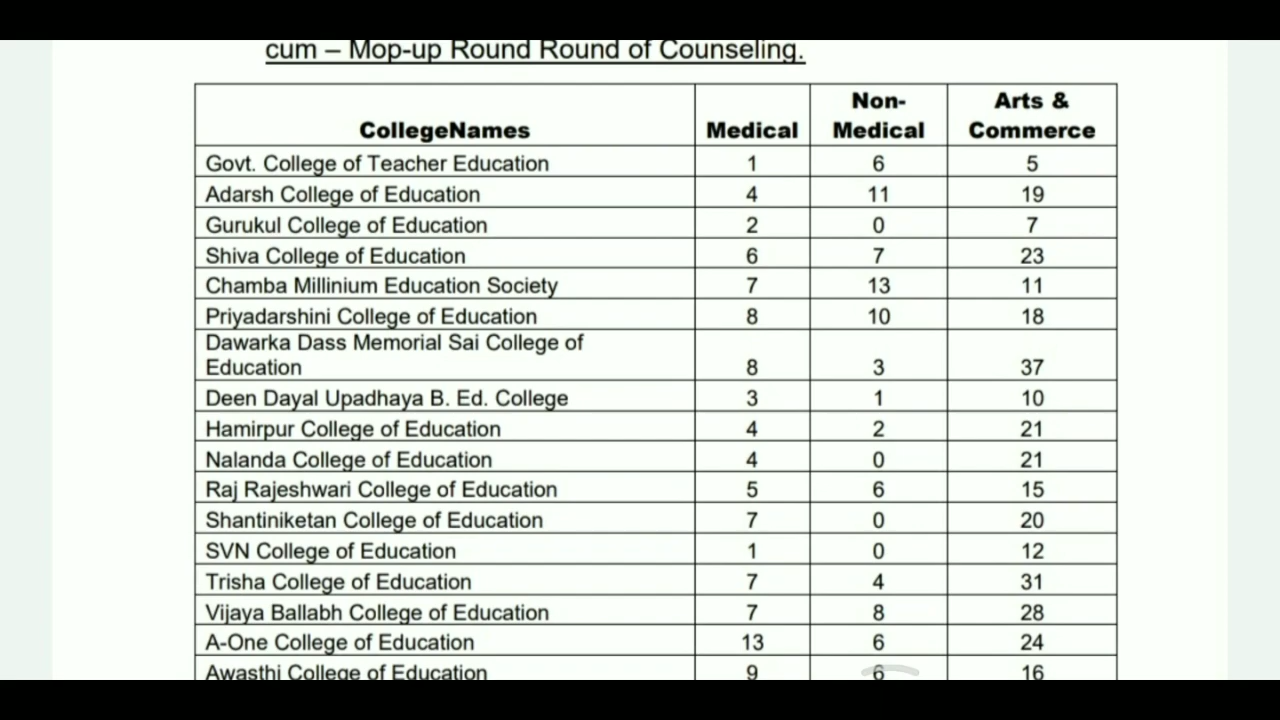 cum – Mop-up Round Round of Counseling.
CollegeNames Medical Non-Medical Arts & Commerce
Govt. College of Teacher Education 1 6 5
Adarsh College of Education 4 11 19
Gurukul College of Education 2 0 7
Shiva College of Education 6 7 23
Chamba Millinium Education Society 7 13 11
Priyadarshini College of Education 8 10 18
Dawarka Dass Memorial Sai College of
Education 8 3 37
Deen Dayal Upadhaya B. Ed. College 3 1 10
Hamirpur College of Education 4 2 21
Nalanda College of Education 4 0 21
Raj Rajeshwari College of Education 5 6 15
Shantiniketan College of Education 7 0 20
SVN College of Education 1 0 12
Trisha College of Education 7 4 31
Vijaya Ballabh College of Education 7 8 28
A-One College of Education 13 6 24
Awasthi College of Education 9 6 16